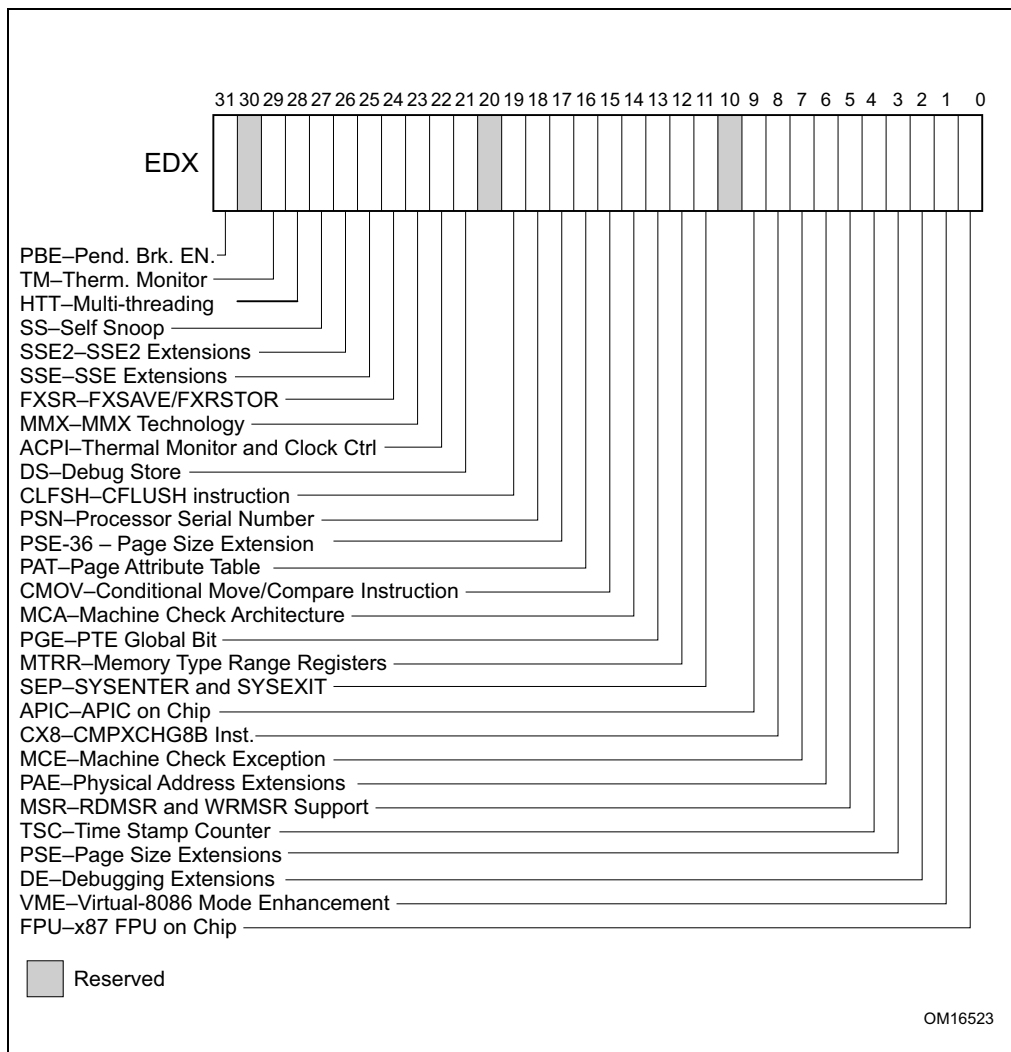 31 30 29 28 27 26 25 24 23 22 21 20 19 18 17 16 15 14 13 12 11 10 9 8 7 6 5 4 3 2 1 0
EDX
PBE–Pend. Brk. EN.
TM–Therm. Monitor
HTT–Multi-threading
SS–Self Snoop
SSE2–SSE2 Extensions
SSE–SSE Extensions
FXSR–FXSAVE/FXRSTOR
MMX–MMX Technology
ACPI–Thermal Monitor and Clock Ctrl
DS–Debug Store
CLFSH–CFLUSH instruction
PSN–Processor Serial Number
PSE-36 – Page Size Extension
PAT–Page Attribute Table
CMOV–Conditional Move/Compare Instruction
MCA–Machine Check Architecture
PGE–PTE Global Bit
MTRR–Memory Type Range Registers
SEP–SYSENTER and SYSEXIT
APIC–APIC on Chip
CX8–CMPXCHG8B Inst.
MCE–Machine Check Exception
PAE–Physical Address Extensions
MSR–RDMSR and WRMSR Support
TSC–Time Stamp Counter
PSE–Page Size Extensions
DE–Debugging Extensions
VME–Virtual-8086 Mode Enhancement
FPU–x87 FPU on Chip
Reserved
OM16523